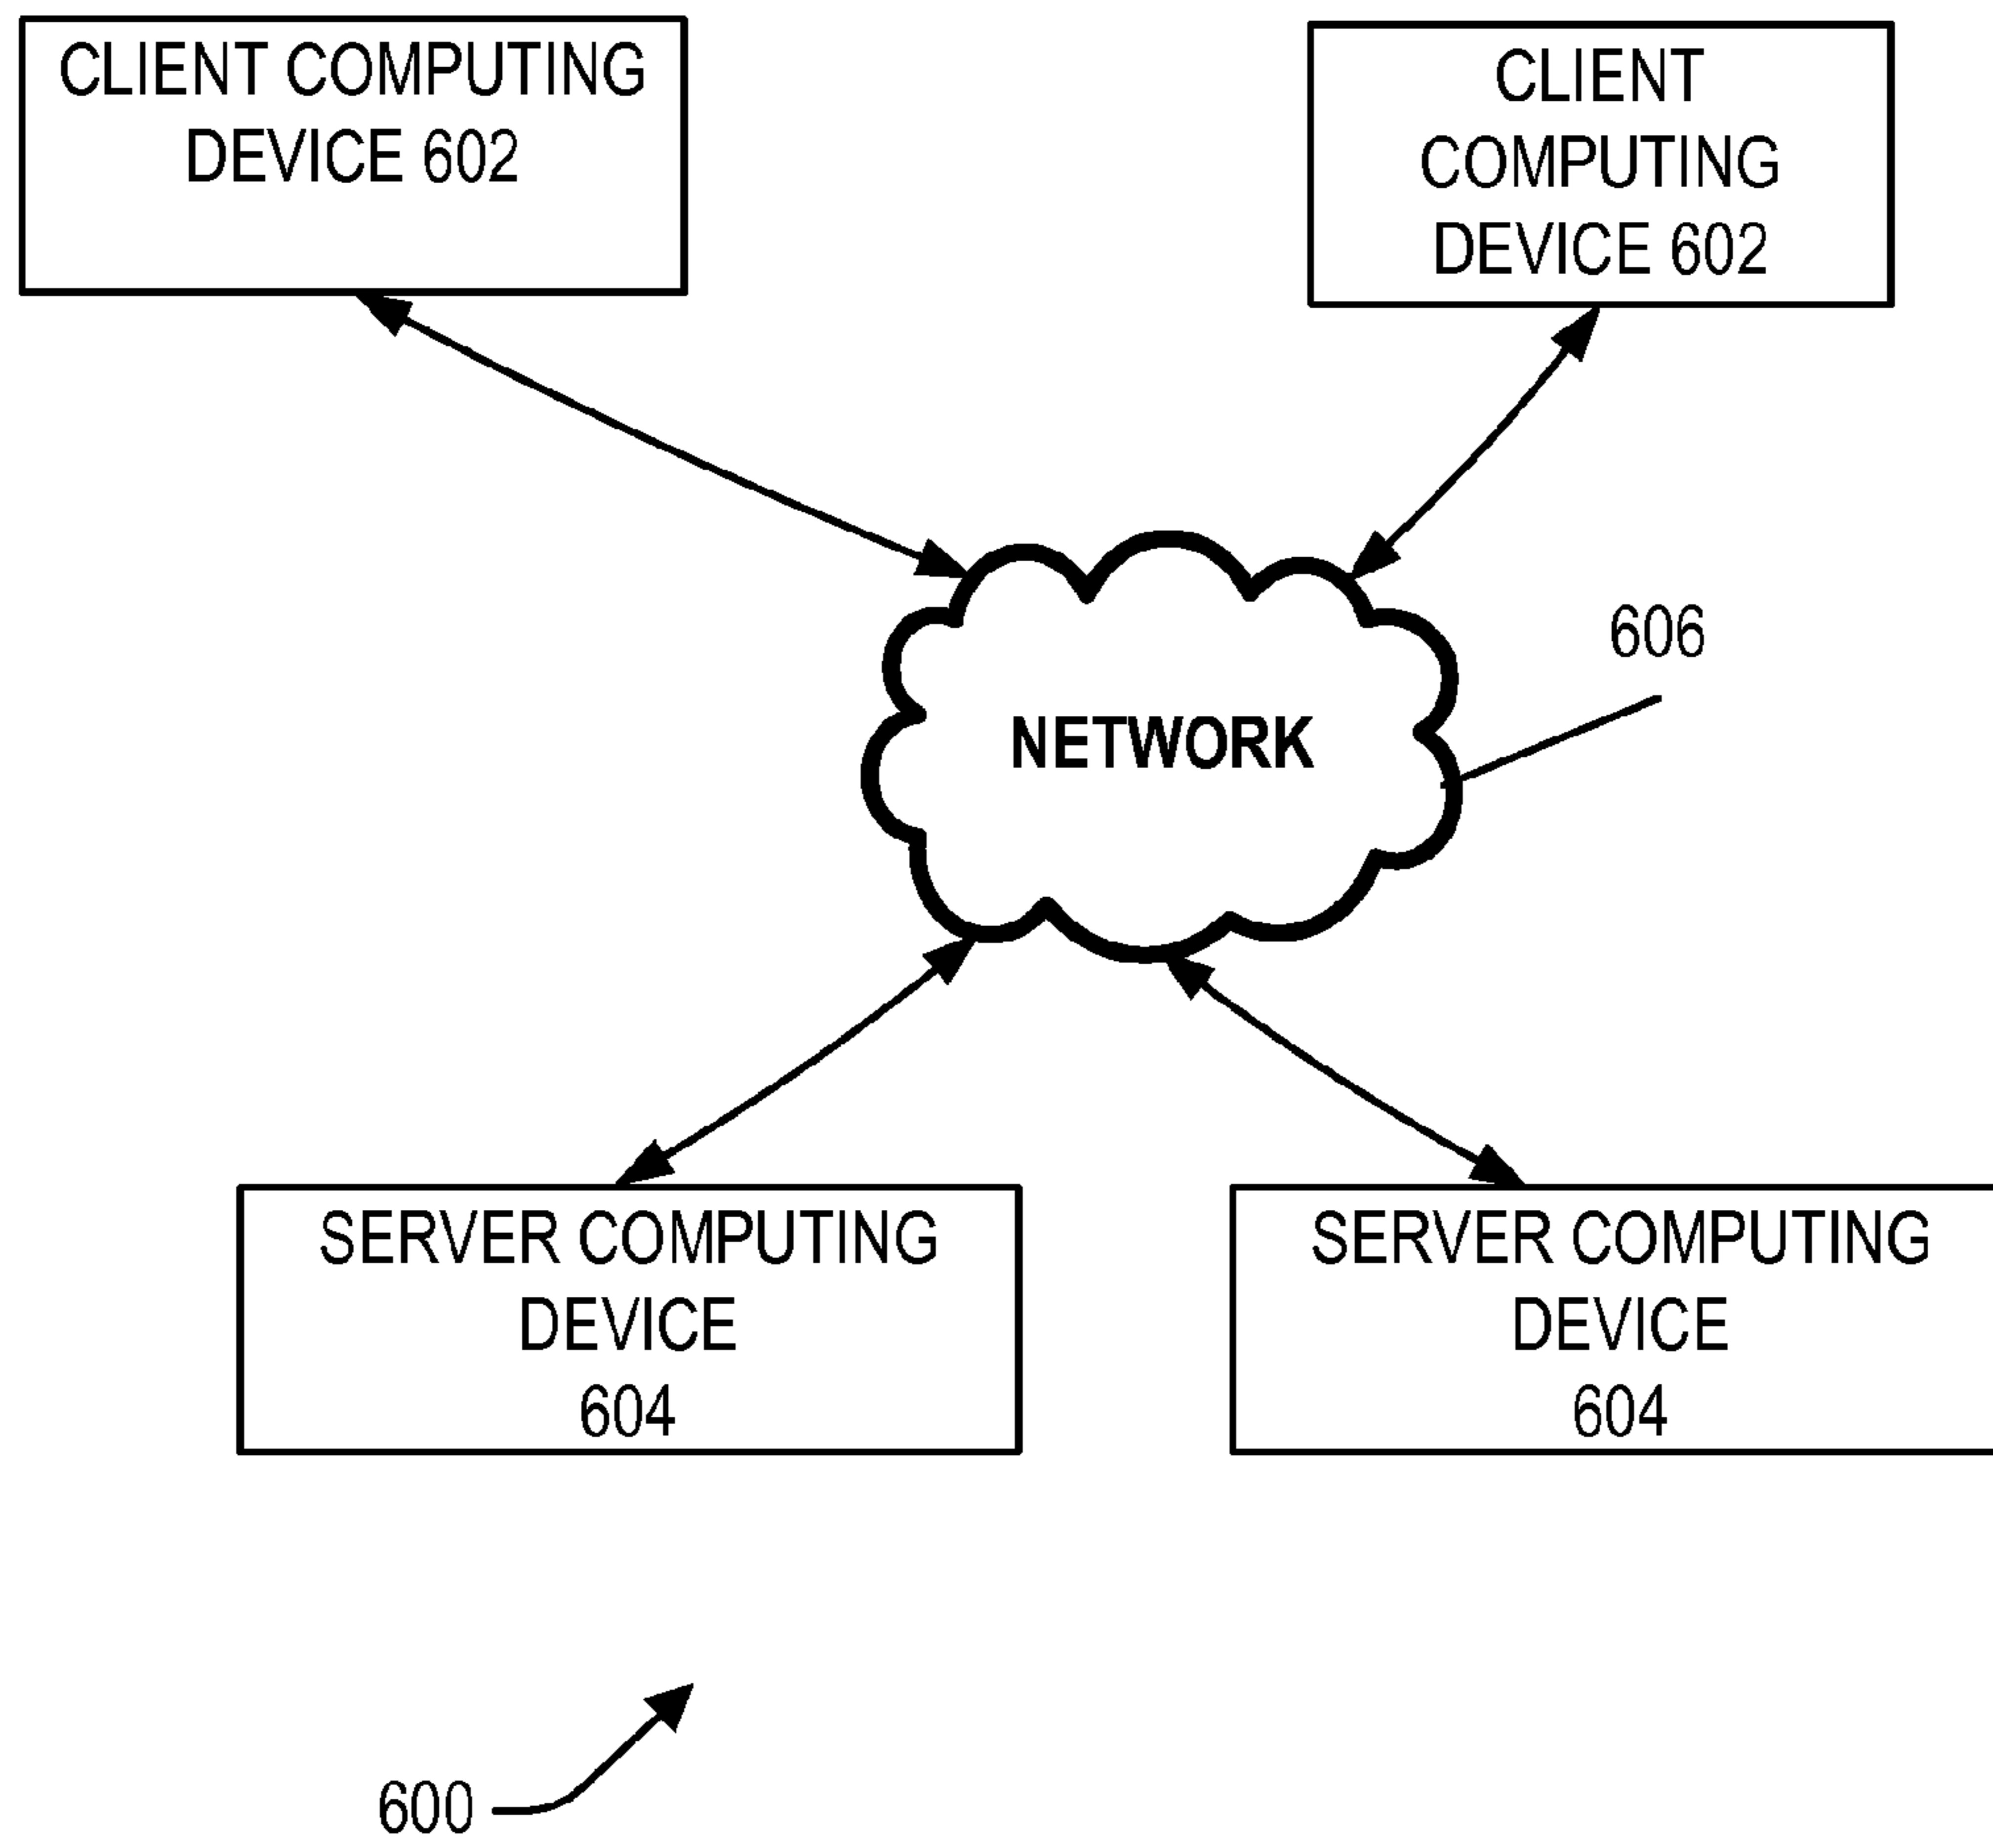 CLIENT COMPUTING
DEVICE 602
CLIENT
COMPUTING
DEVICE 602
606
NETWORK
SERVER COMPUTING
DEVICE
604
SERVER COMPUTING
DEVICE
604
600